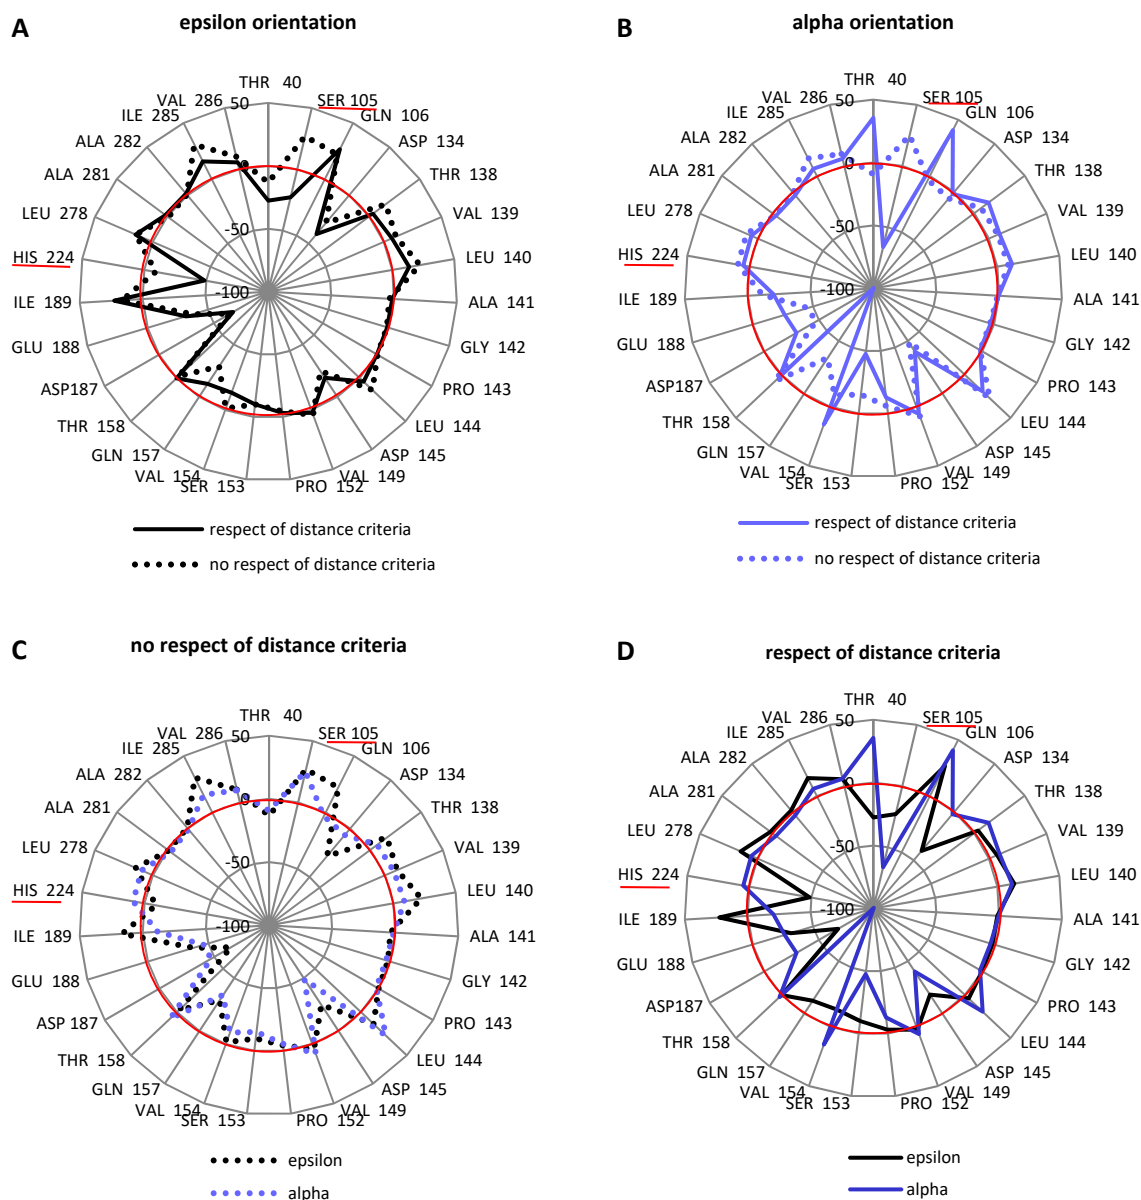 A
epsilon orientation
THR 40
SER 105
GLN 106
ASP 134
THR 138
VAL 139
LEU 140
ALA 141
GLY 142
PRO 143
LEU 144
ASP 145
VAL 149
PRO 152
SER 153
VAL 154
GLN 157
THR 158
ASP187
GLU 188
ILE 189
HIS 224
LEU 278
ALA 281
ALA 282
ILE 285
VAL 286
50
-50
-100
respect of distance criteria
no respect of distance criteria
B
alpha orientation
THR 40
SER 105
GLN 106
ASP 134
THR 138
VAL 139
LEU 140
ALA 141
GLY 142
PRO 143
LEU 144
ASP 145
VAL 149
PRO 152
SER 153
VAL 154
GLN 157
THR 158
ASP187
GLU 188
ILE 189
HIS 224
LEU 278
ALA 281
ALA 282
ILE 285
VAL 286
50
0
-50
-100
respect of distance criteria
no respect of distance criteria
C
no respect of distance criteria
THR 40
SER 105
GLN 106
ASP 134
THR 138
VAL 139
LEU 140
ALA 141
GLY 142
PRO 143
LEU 144
ASP 145
VAL 149
PRO 152
SER 153
VAL 154
GLN 157
THR 158
ASP 187
GLU 188
ILE 189
HIS 224
LEU 278
ALA 281
ALA 282
ILE 285
VAL 286
50
0
-50
-100
epsilon
alpha
D
respect of distance criteria
THR 40
SER 105
GLN 106
ASP 134
THR 138
VAL 139
LEU 140
ALA 141
GLY 142
PRO 143
LEU 144
ASP 145
VAL 149
PRO 152
SER 153
VAL 154
GLN 157
THR 158
ASP187
GLU 188
ILE 189
HIS 224
LEU 278
ALA 281
ALA 282
ILE 285
VAL 286
50
0
-50
-100
epsilon
alpha